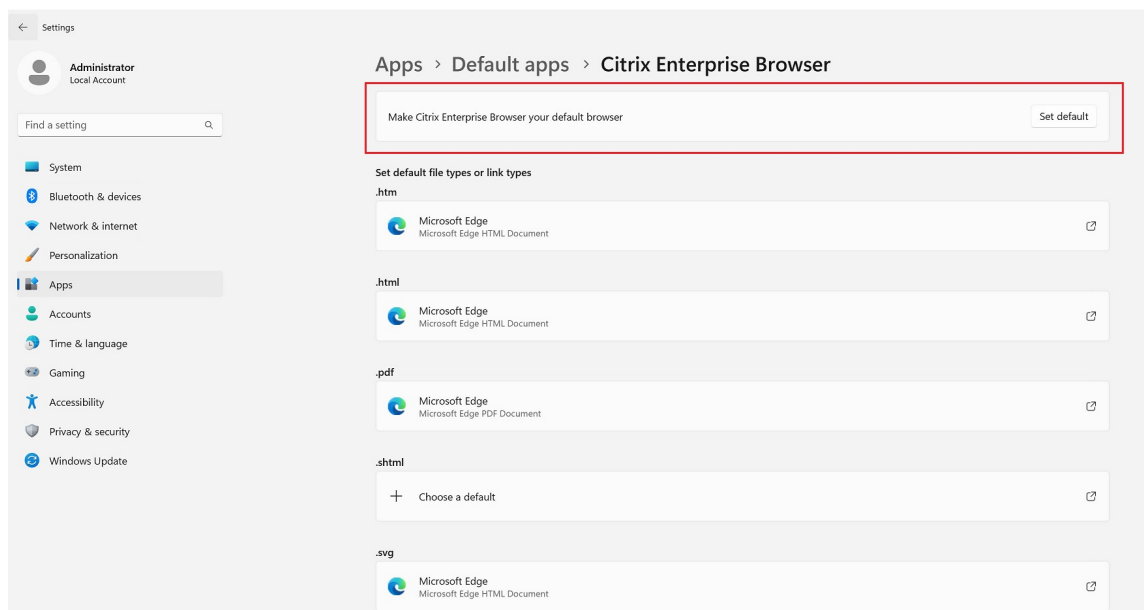 Settings
Administrator
Local Account
Find a setting
System
Bluetooth & devices
Network & internet
Personalization
Apps
Accounts
Time & language
Gaming
Accessibility
Privacy & security
Windows Update
Apps > Default apps > Citrix Enterprise Browser
Make Citrix Enterprise Browser your default browser Set default
Set default file types or link types
.htm
Microsoft Edge
Microsoft Edge HTML Document
.html
Microsoft Edge
Microsoft Edge HTML Document
.pdf
Microsoft Edge
Microsoft Edge PDF Document
.shtml
Choose a default
.svg
Microsoft Edge
Microsoft Edge HTML Document